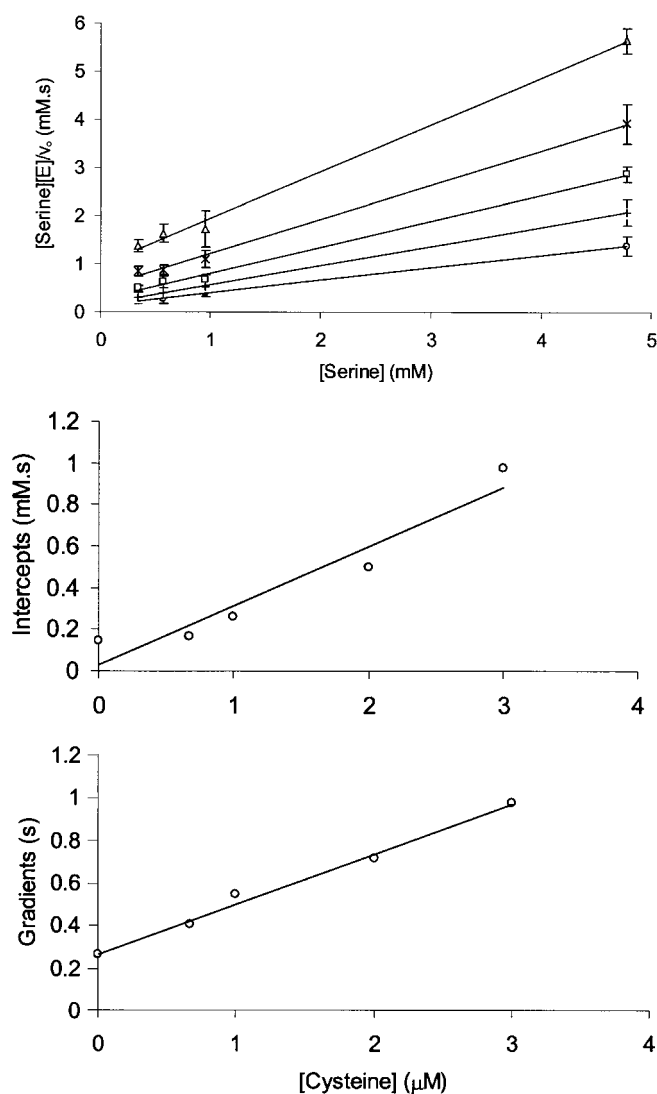 6
5
4
3
2
1
0
[Serine][E]/vₒ (mM.s)
0 1 2 3 4 5
[Serine] (mM)
1.2
1
0.8
0.6
0.4
0.2
0
Intercepts (mM.s)
0 1 2 3 4
1.2
1
0.8
0.6
0.4
0.2
0
Gradients (s)
0 1 2 3 4
[Cysteine] (μM)